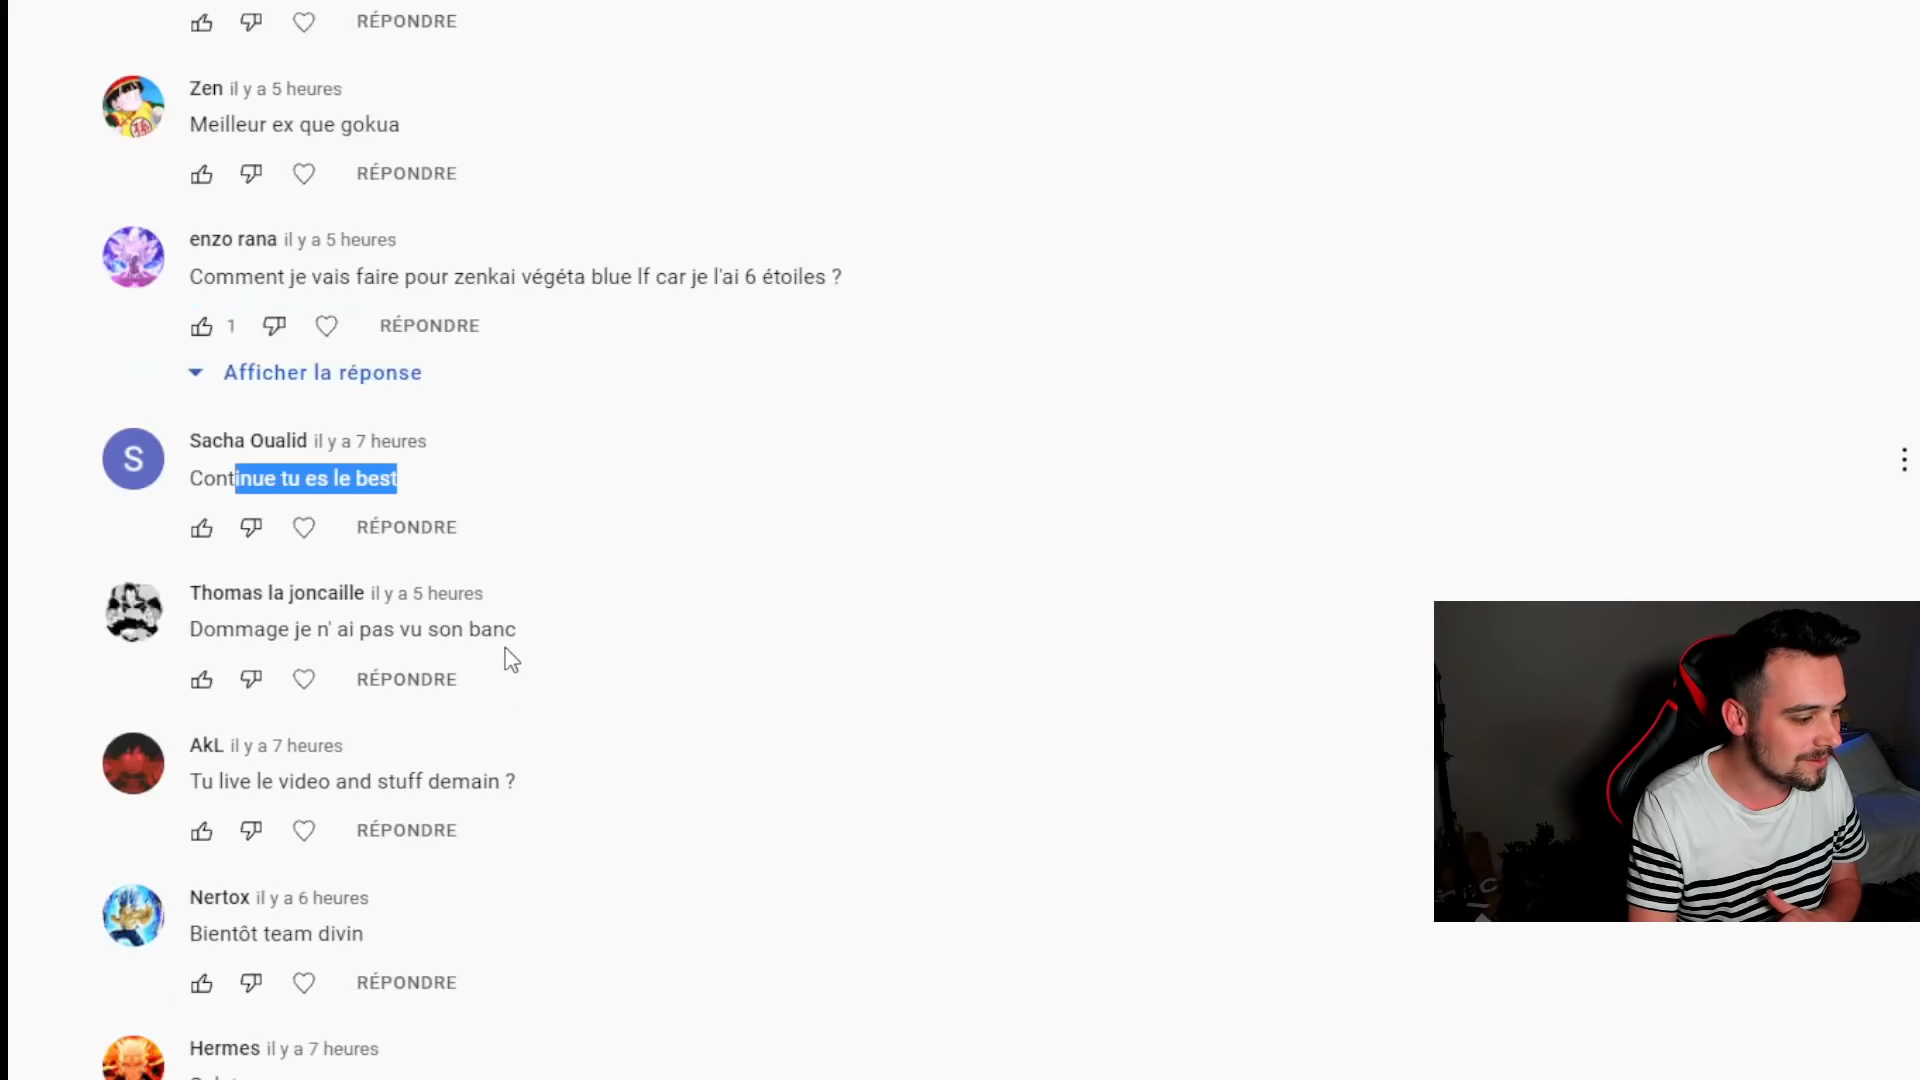 RÉPONDRE
Zen il y a 5 heures
Meilleur ex que gokua
RÉPONDRE
enzo rana il y a 5 heures
Comment je vais faire pour zenkai végéta blue lf car je l'ai 6 étoiles ?
1 RÉPONDRE
Afficher la réponse
S
Sacha Oualid il y a 7 heures
Continue tu es le best
RÉPONDRE
Thomas la joncaille il y a 5 heures
Dommage je n' ai pas vu son banc
RÉPONDRE
AkL il y a 7 heures
Tu live le video and stuff demain ?
RÉPONDRE
Nertox il y a 6 heures
Bientôt team divin
RÉPONDRE
Hermes il y a 7 heures